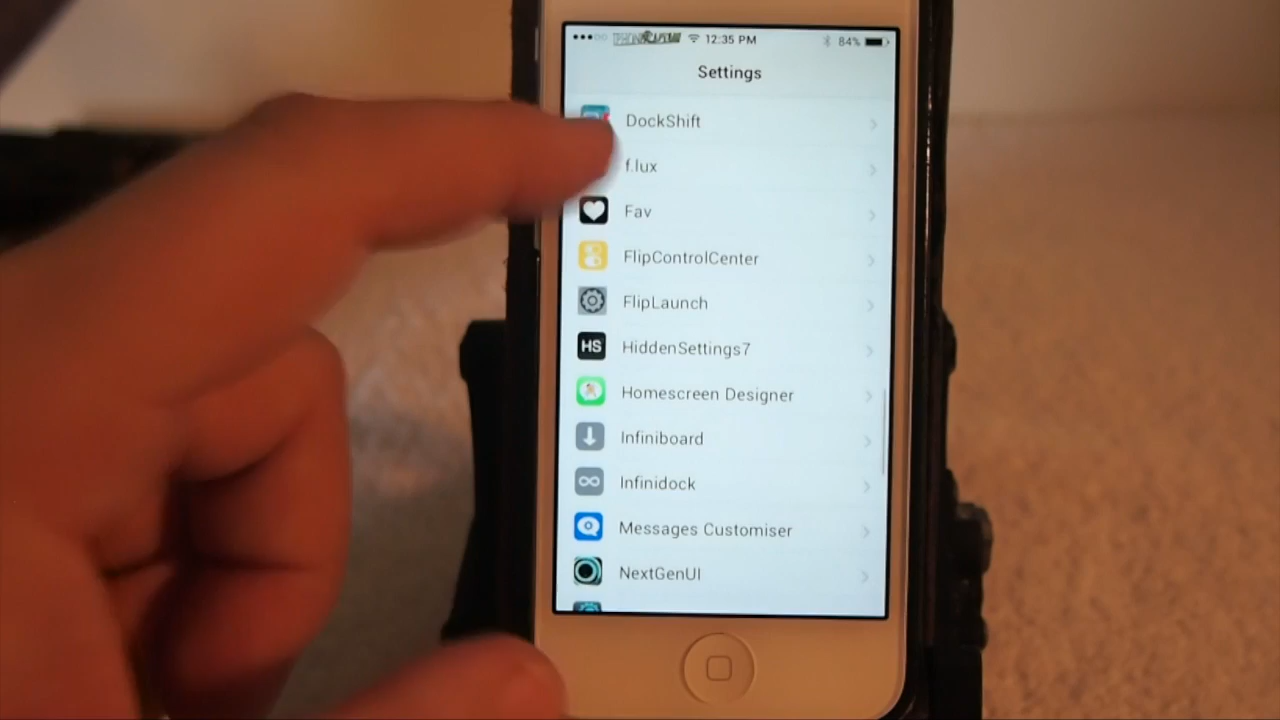 12:35 PM 84%
Settings
DockShift
f.lux
Fav
FlipControlCenter
FlipLaunch
HS HiddenSettings7
Homescreen Designer
Infiniboard
Infinidock
Messages Customiser
NextGenUI